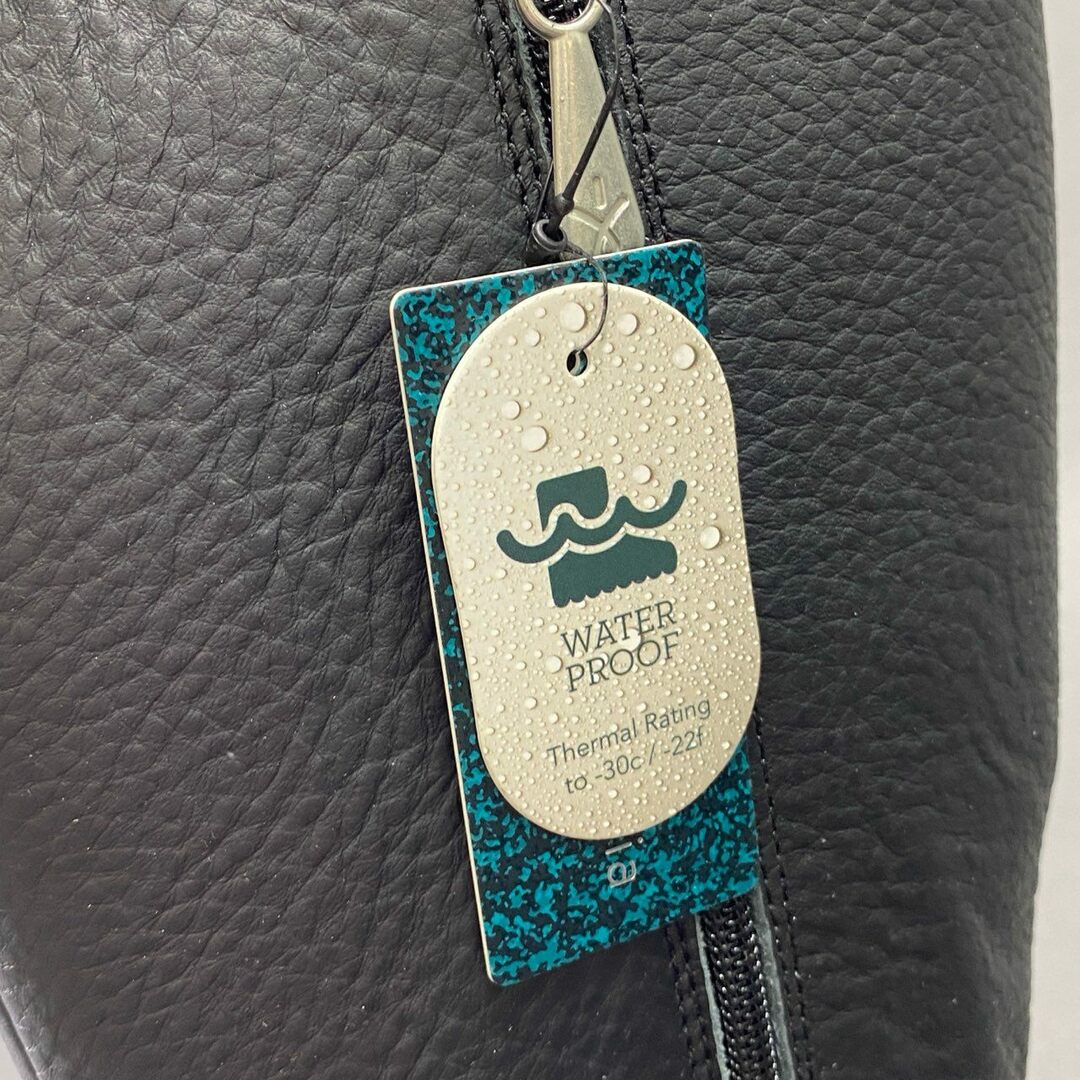 WATER
PROOF
Thermal Rating
to -30c / -22f